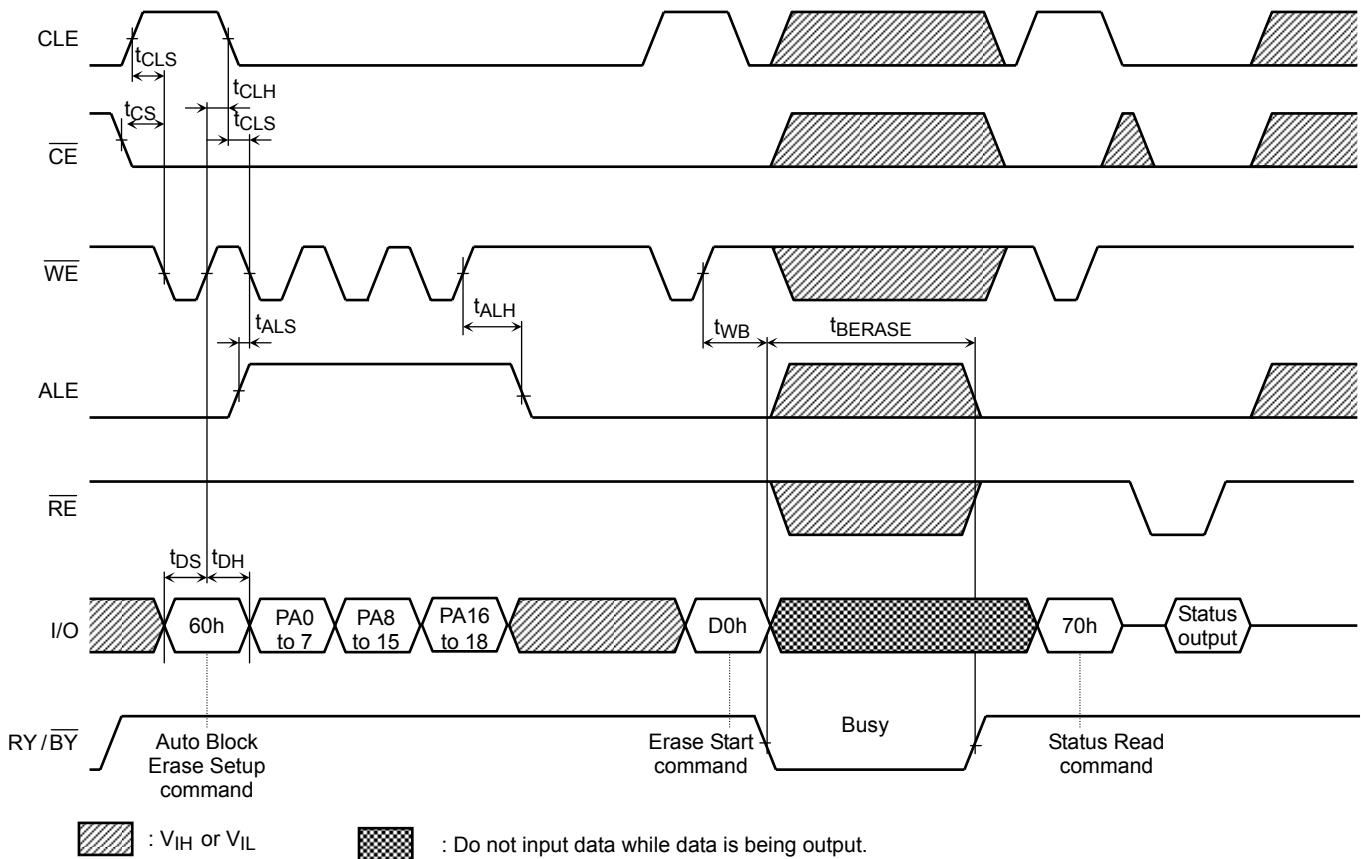 CLE
tCLS
tCLH
tCS
tCLS
CE
WE
tALS
tALH
tWB
tBERASE
ALE
RE
tDS
tDH
I/O
60h
PA0
to 7
PA8
to 15
PA16
to 18
D0h
70h
Status
output
RY/BY
Busy
Auto Block
Erase Setup
command
Erase Start
command
Status Read
command
: VIH or VIL
: Do not input data while data is being output.